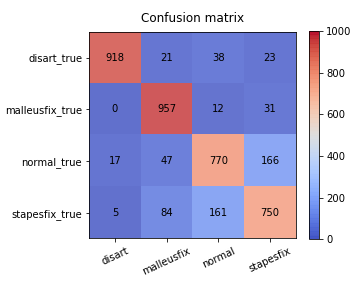 Confusion matrix
disart_true 918 21 38 23
malleusfix_true 0 957 12 31
normal_true 17 47 770 166
stapesfix_true 5 84 161 750
disart malleusfix normal stapesfix
1000
800
600
400
200
0